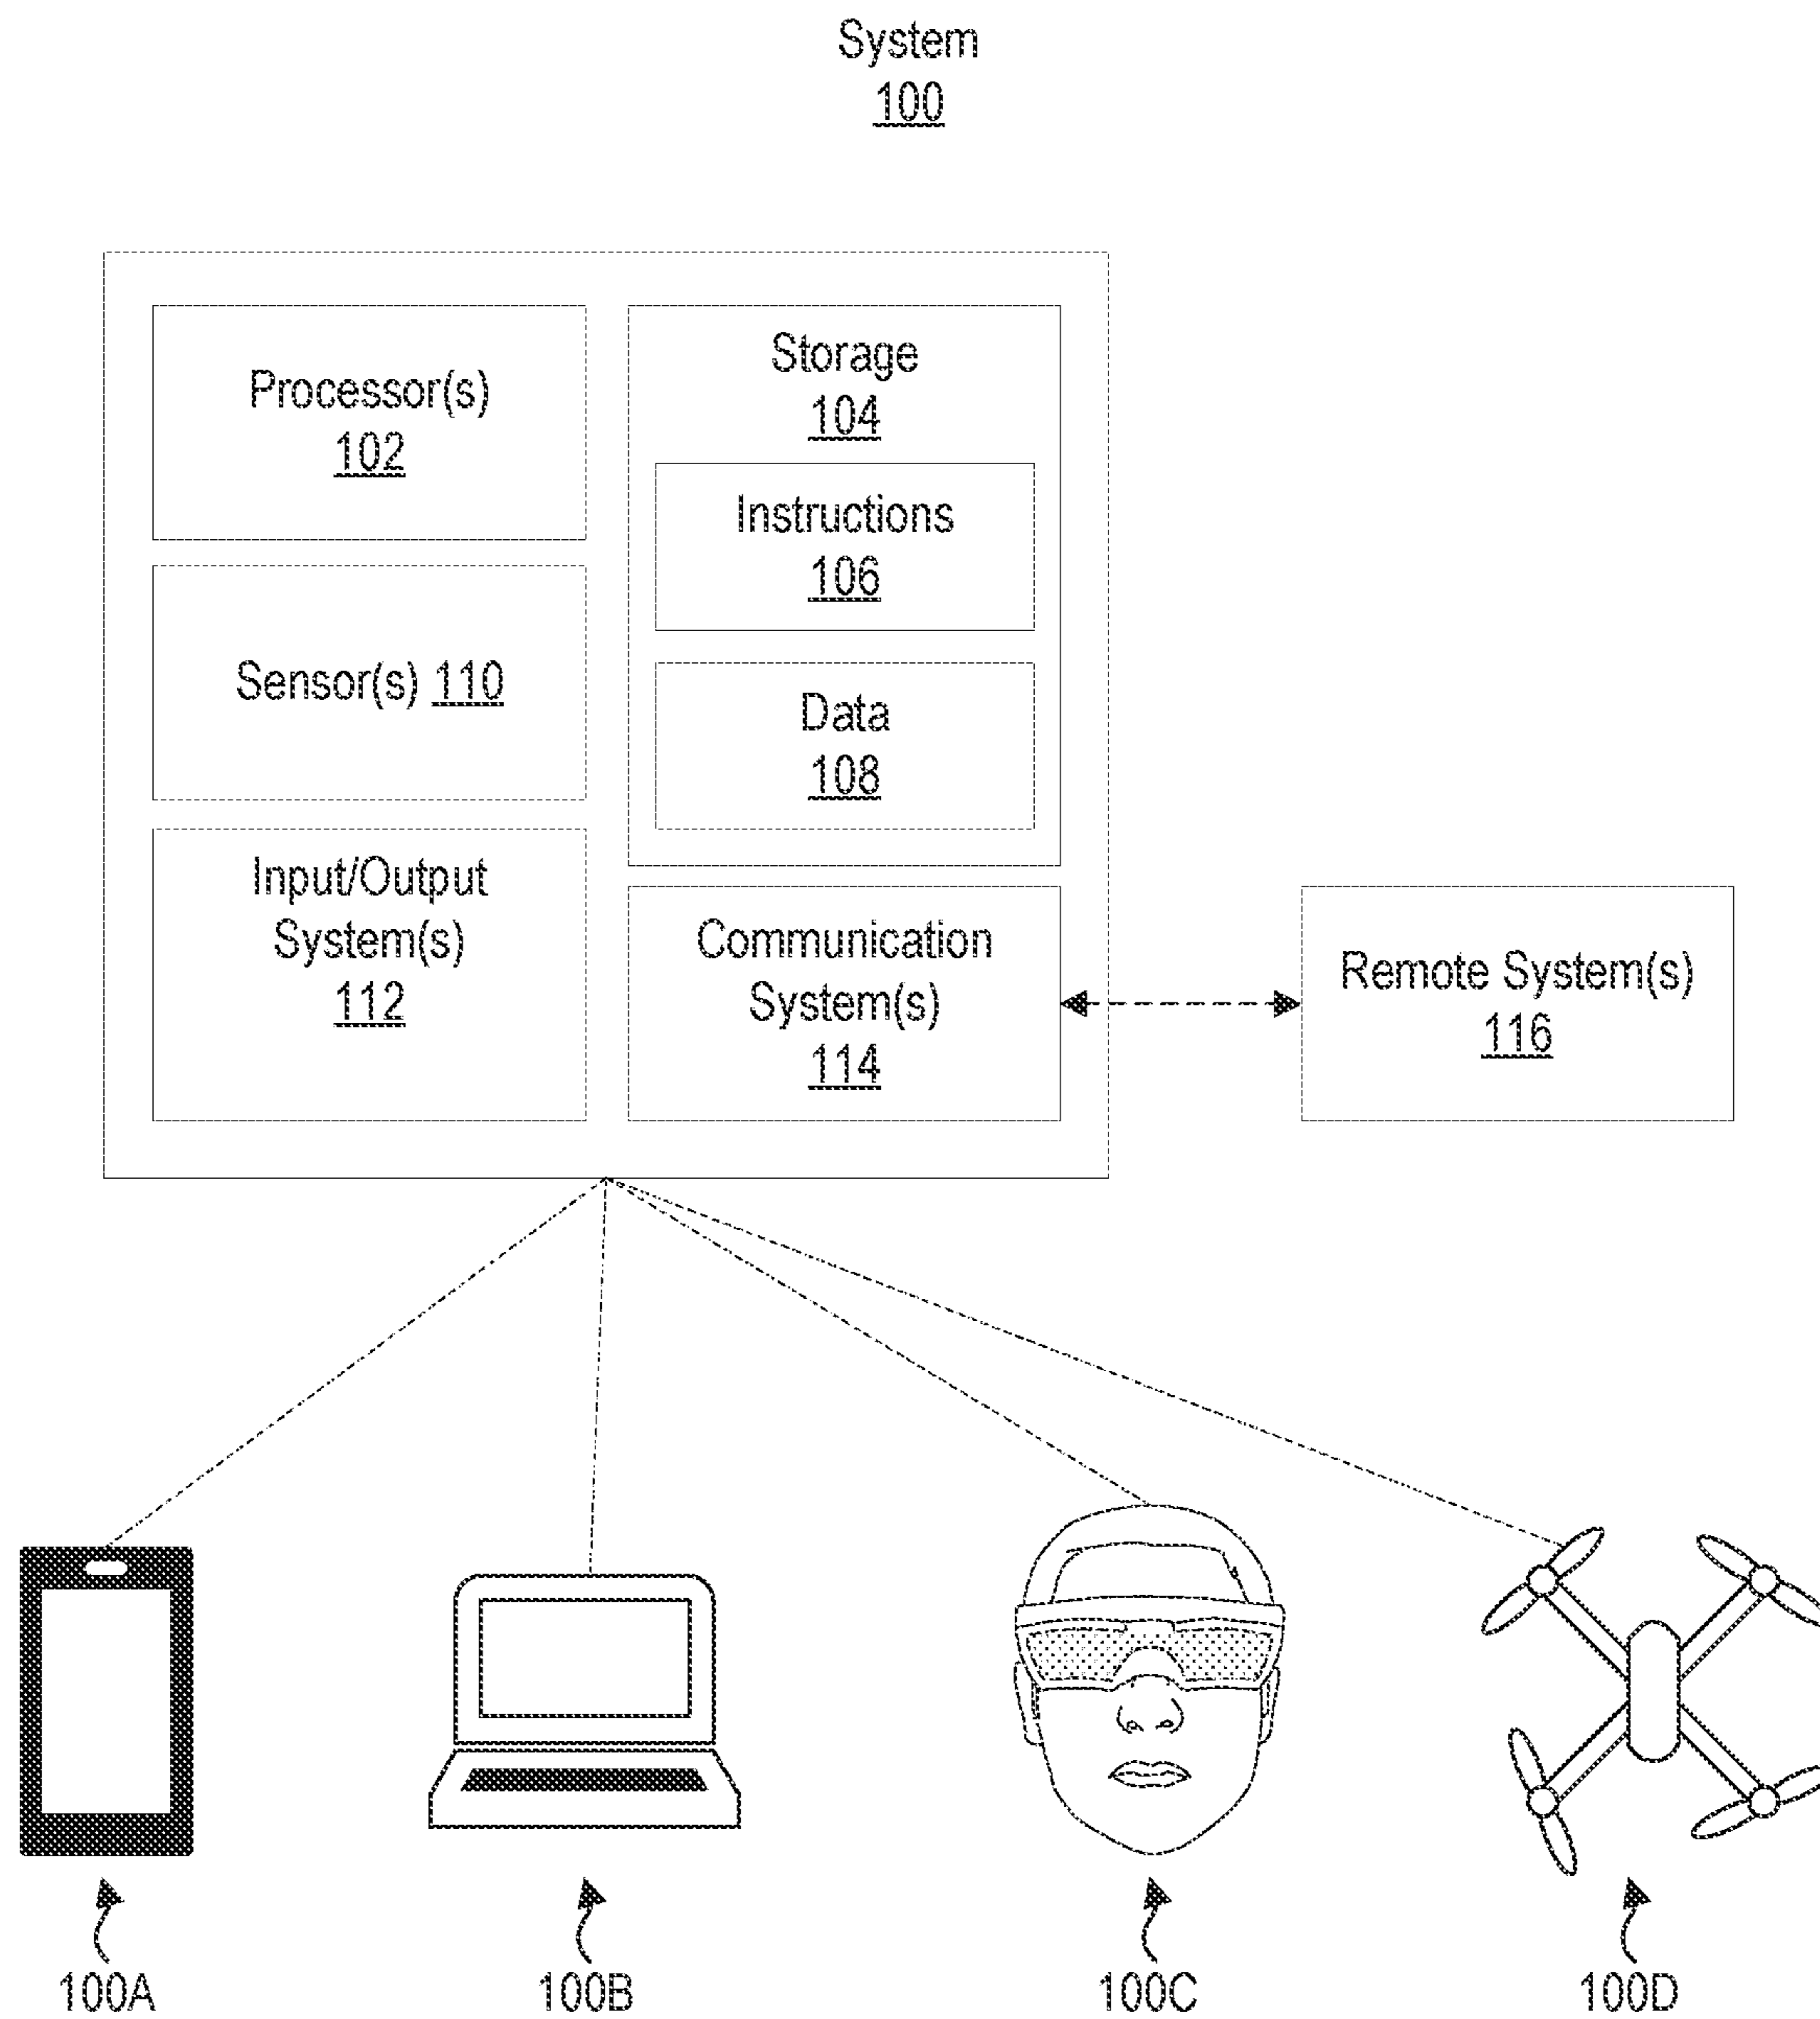 System
100
Processor(s)
102
Storage
104
Instructions
106
Sensor(s) 110
Data
108
Input/Output
System(s)
112
Communication
System(s)
114
Remote System(s)
116
100A
100B
100C
100D